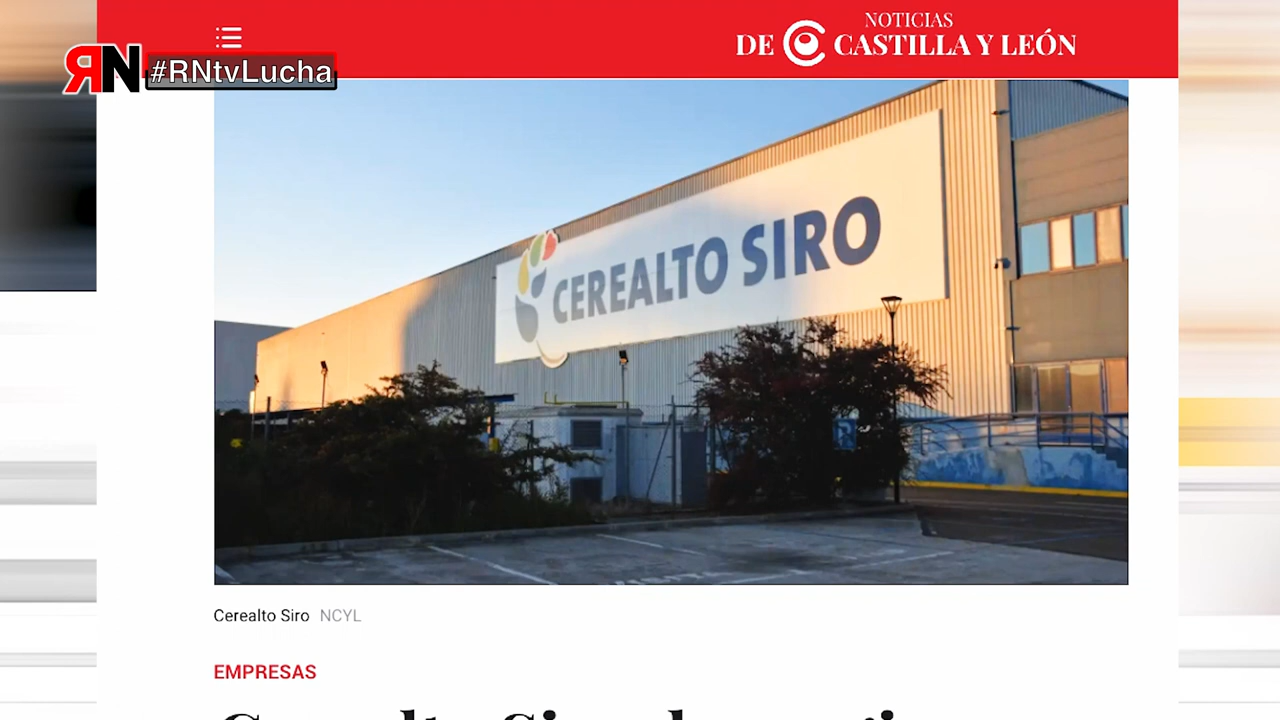 NOTICIAS
DE CASTILLA Y LEÓN
RN #RNtvLucha
CEREALTO SIRO
Cerealto Siro NCYL
EMPRESAS